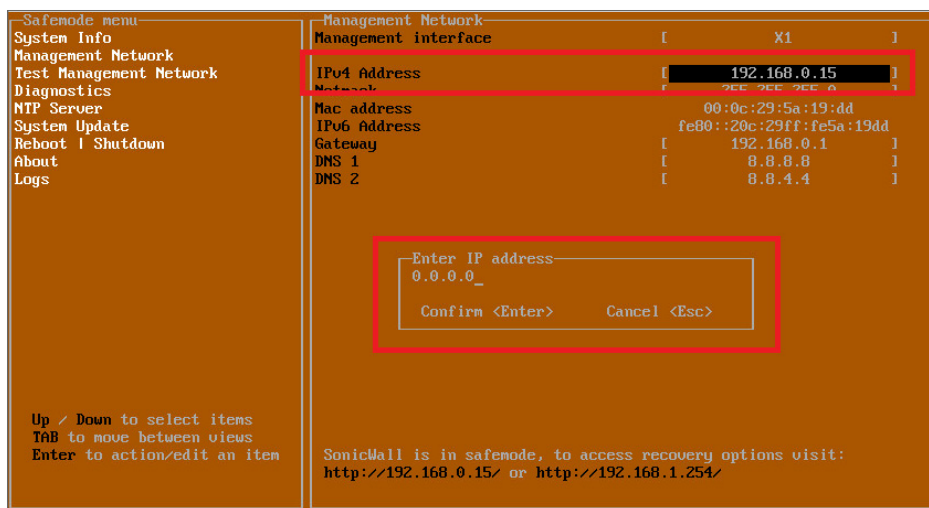 Safemode menu
System Info
Management Network
Test Management Network
Diagnostics
NTP Server
System Update
Reboot | Shutdown
About
Logs
Up / Down to select items
TAB to move between views
Enter to action/edit an item
Management Network
Management interface [ X1 ]
IPv4 Address [ 192.168.0.15 ]
Netmask [ 255.255.255.0 ]
Mac address 00:0c:29:5a:19:dd
IPv6 Address fe80::20c:29ff:fe5a:19dd
Gateway [ 192.168.0.1 ]
DNS 1 [ 8.8.8.8 ]
DNS 2 [ 8.8.4.4 ]
Enter IP address
0.0.0.0_
Confirm <Enter> Cancel <Esc>
SonicWall is in safemode, to access recovery options visit:
http://192.168.0.15/ or http://192.168.1.254/